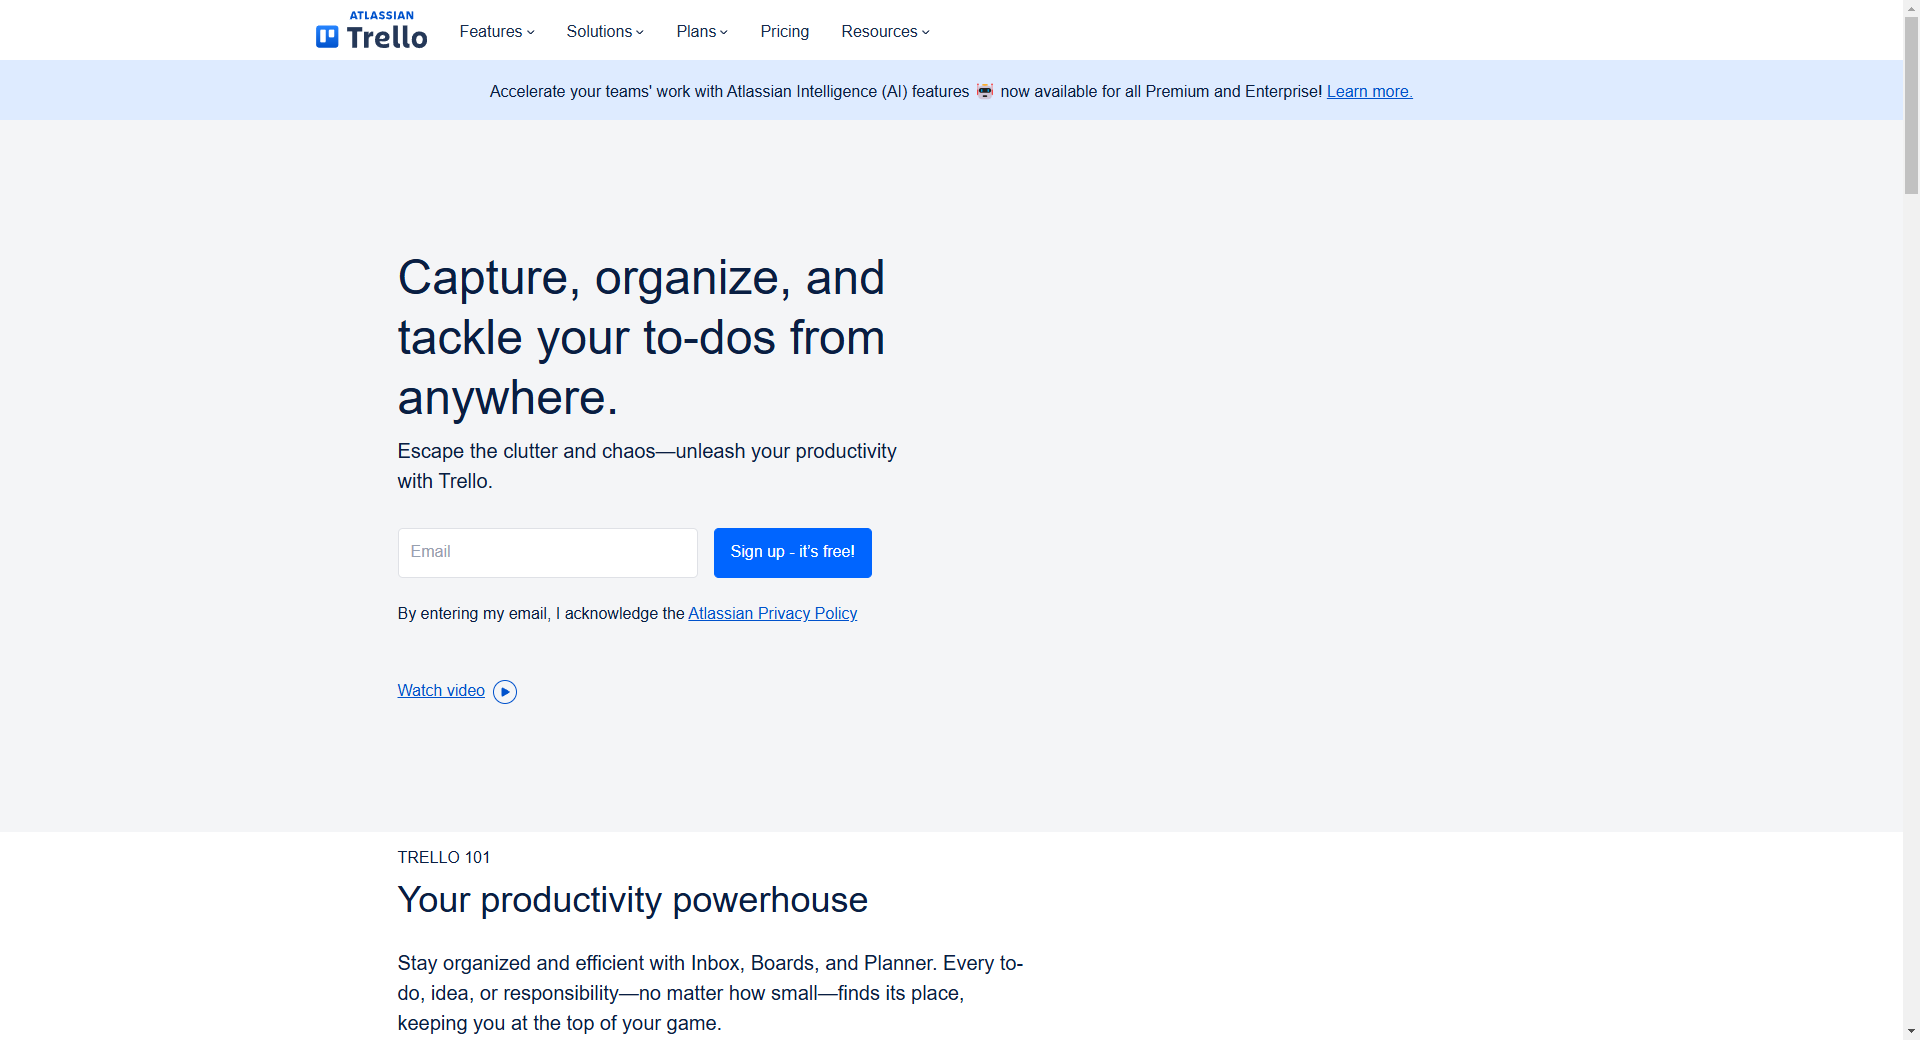 ATLASSIAN
Trello
Features
Solutions
Plans
Pricing
Resources
Accelerate your teams' work with Atlassian Intelligence (AI) features 🤖 now available for all Premium and Enterprise! Learn more.
Capture, organize, and
tackle your to-dos from
anywhere.
Escape the clutter and chaos—unleash your productivity
with Trello.
Email
Sign up - it’s free!
By entering my email, I acknowledge the Atlassian Privacy Policy
Watch video
TRELLO 101
Your productivity powerhouse
Stay organized and efficient with Inbox, Boards, and Planner. Every to-
do, idea, or responsibility—no matter how small—finds its place,
keeping you at the top of your game.